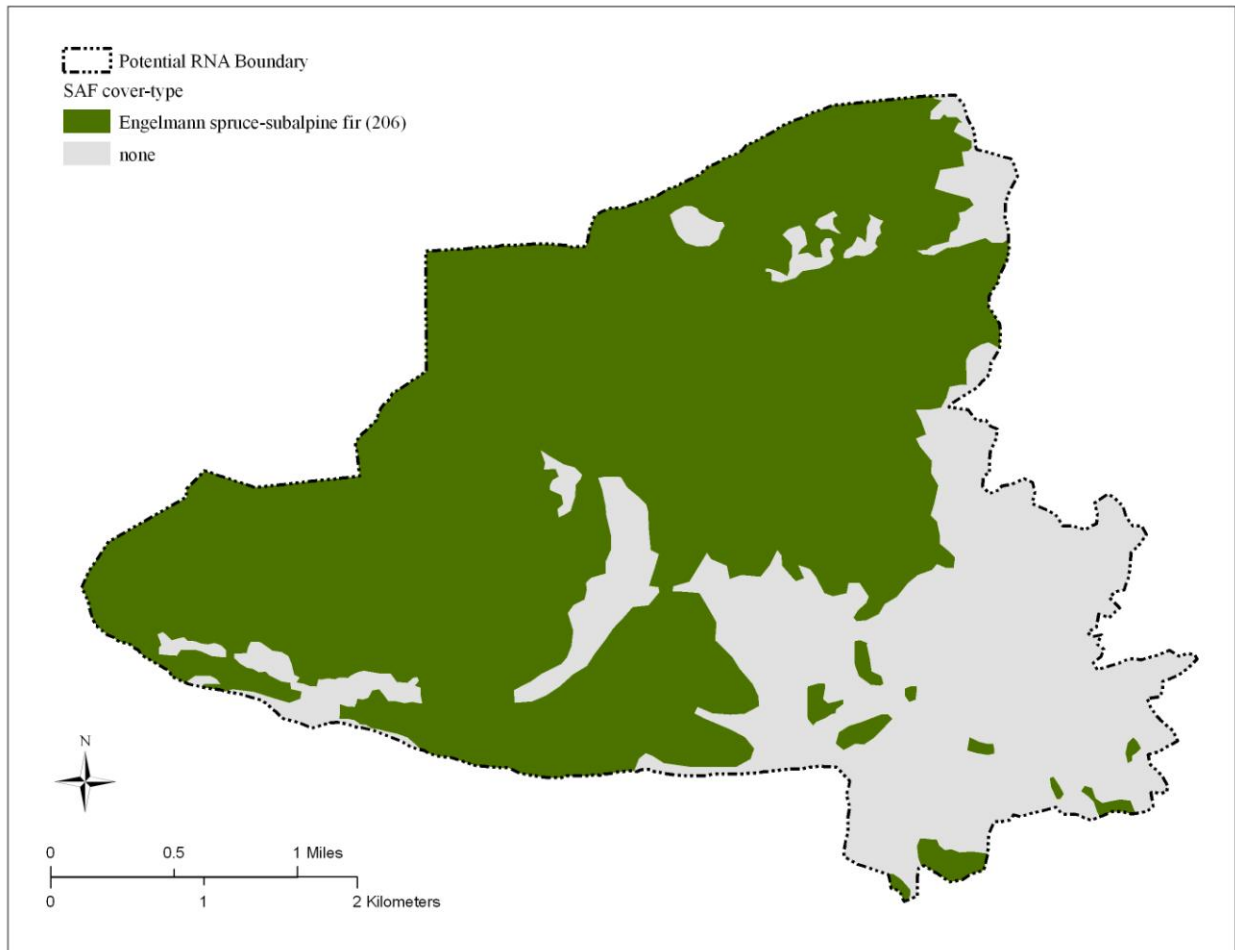 Potential RNA Boundary
SAF cover-type
Engelmann spruce-subalpine fir (206)
none
N
0 0.5 1 Miles
0 1 2 Kilometers